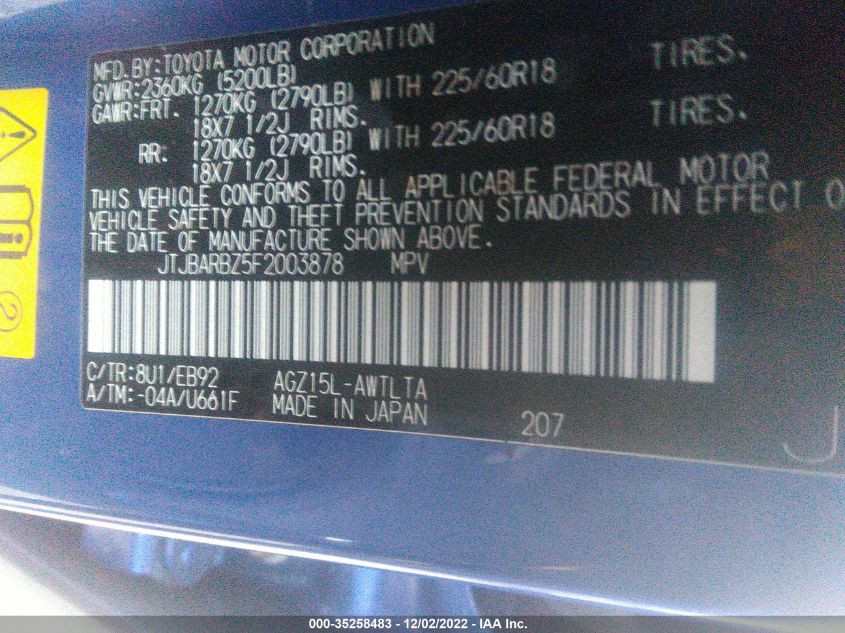 MFD.BY:TOYOTA MOTOR CORPORATION
GVWR:2360KG (5200LB)
GAWR:FRT. 1270KG (2790LB) WITH 225/60R18 TIRES.
18X7 1/2J RIMS.
RR. 1270KG (2790LB) WITH 225/60R18 TIRES.
18X7 1/2J RIMS.
THIS VEHICLE CONFORMS TO ALL APPLICABLE FEDERAL MOTOR
VEHICLE SAFETY AND THEFT PREVENTION STANDARDS IN EFFECT O
THE DATE OF MANUFACTURE SHOWN ABOVE.
JTJBARBZ5F2003878 MPV
C/TR:8U1/EB92 AGZ15L-AWTLTA
A/TM:-04A/U661F MADE IN JAPAN 207
J
000-35258483 - 12/02/2022 - IAA Inc.